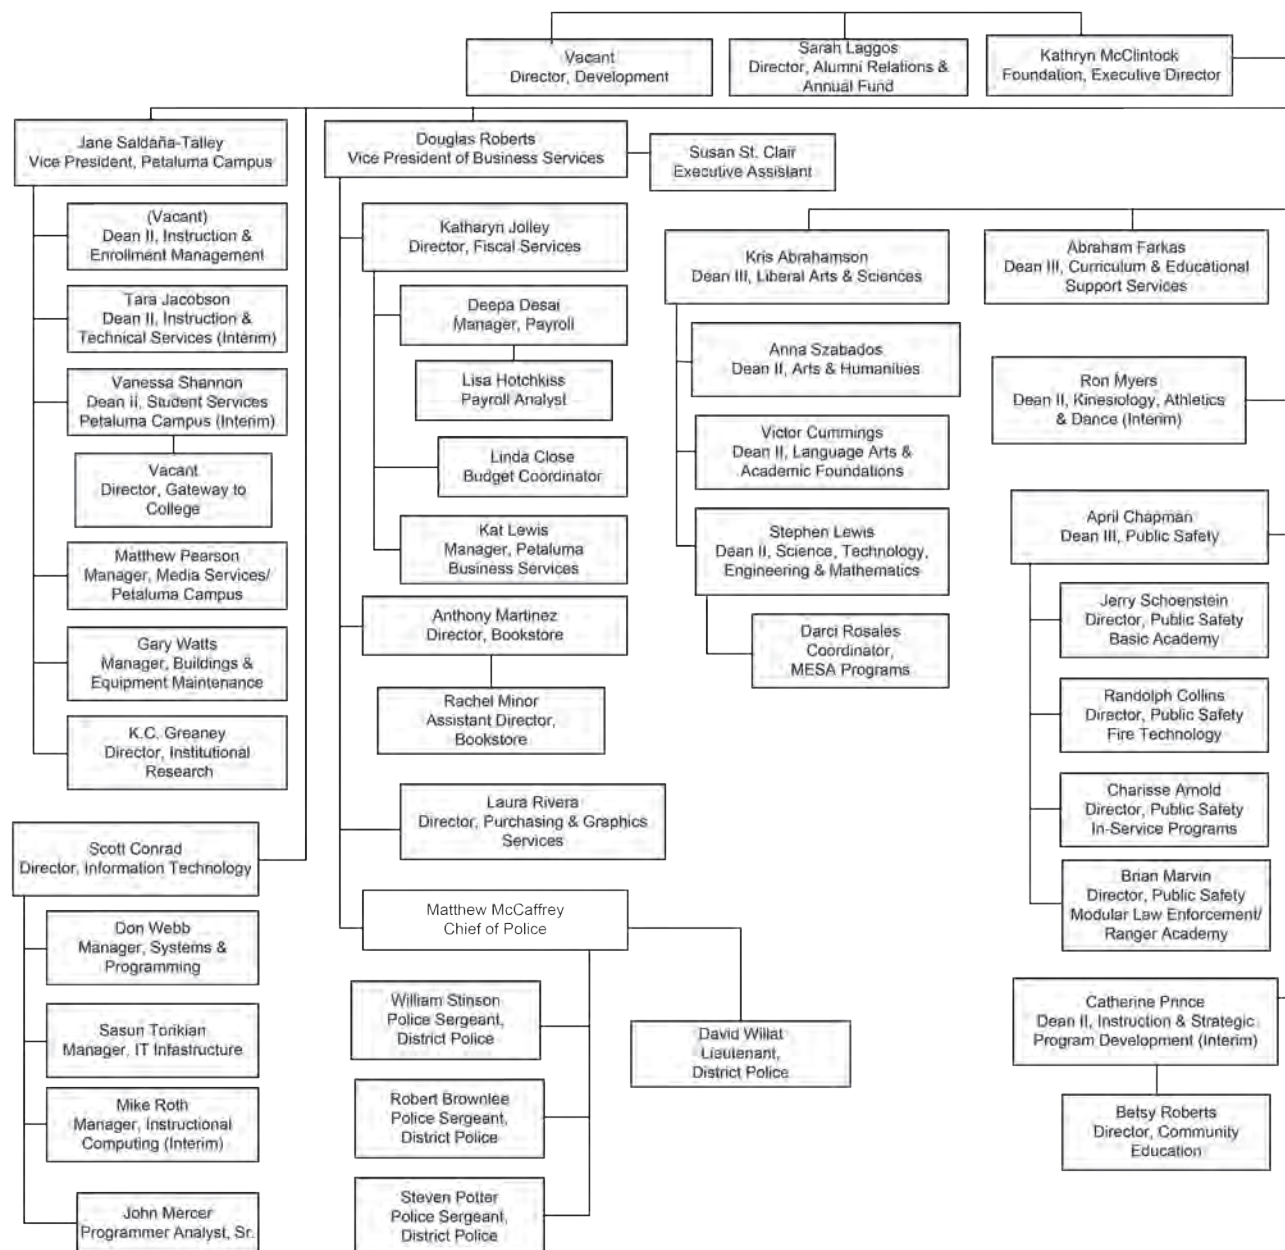 Vacant
Director, Development
Sarah Laggos
Director, Alumni Relations &
Annual Fund
Kathryn McClintock
Foundation, Executive Director
Jane Saldaña-Talley
Vice President, Petaluma Campus
(Vacant)
Dean II, Instruction &
Enrollment Management
Tara Jacobson
Dean II, Instruction &
Technical Services (Interim)
Vanessa Shannon
Dean ii, Student Services
Petaluma Campus (Interim)
Vacant
Director, Gateway to
College
Matthew Pearson
Manager, Media Services/
Petaluma Campus
Gary Watts
Manager, Buildings &
Equipment Maintenance
K.C. Greaney
Director, Institutional
Research
Scott Conrad
Director, Information Technology
Don Webb
Manager, Systems &
Programming
Sasun Torikian
Manager, IT Infastructure
Mike Roth
Manager, Instructional
Computing (Interim)
John Mercer
Programmer Analyst, Sr.
Douglas Roberts
Vice President of Business Services
Susan St. Clair
Executive Assistant
Katharyn Jolley
Director, Fiscal Services
Deepa Desai
Manager, Payroll
Lisa Hotchkiss
Payroll Analyst
Linda Close
Budget Coordinator
Kat Lewis
Manager, Petaluma
Business Services
Anthony Martinez
Director, Bookstore
Rachel Minor
Assistant Director,
Bookstore
Laura Rivera
Director, Purchasing & Graphics
Services
Matthew McCaffrey
Chief of Police
William Stinson
Police Sergeant,
District Police
Robert Brownlee
Police Sergeant,
District Police
Steven Potter
Police Sergeant,
District Police
David Willat
Lieutenant,
District Police
Kris Abrahamson
Dean III, Liberal Arts & Sciences
Anna Szabados
Dean II, Arts & Humanities
Victor Cummings
Dean II, Language Arts &
Academic Foundations
Stephen Lewis
Dean II, Science, Technology,
Engineering & Mathematics
Darci Rosales
Coordinator,
MESA Programs
Abraham Farkas
Dean III, Curriculum & Educational
Support Services
Ron Myers
Dean II, Kinesiology, Athletics
& Dance (Interim)
April Chapman
Dean III, Public Safety
Jerry Schoenstein
Director, Public Safety
Basic Academy
Randolph Collins
Director, Public Safety
Fire Technology
Charisse Arnold
Director, Public Safety
In-Service Programs
Brian Marvin
Director, Public Safety
Modular Law Enforcement/
Ranger Academy
Catherine Prince
Dean II, Instruction & Strategic
Program Development (Interim)
Betsy Roberts
Director, Community
Education